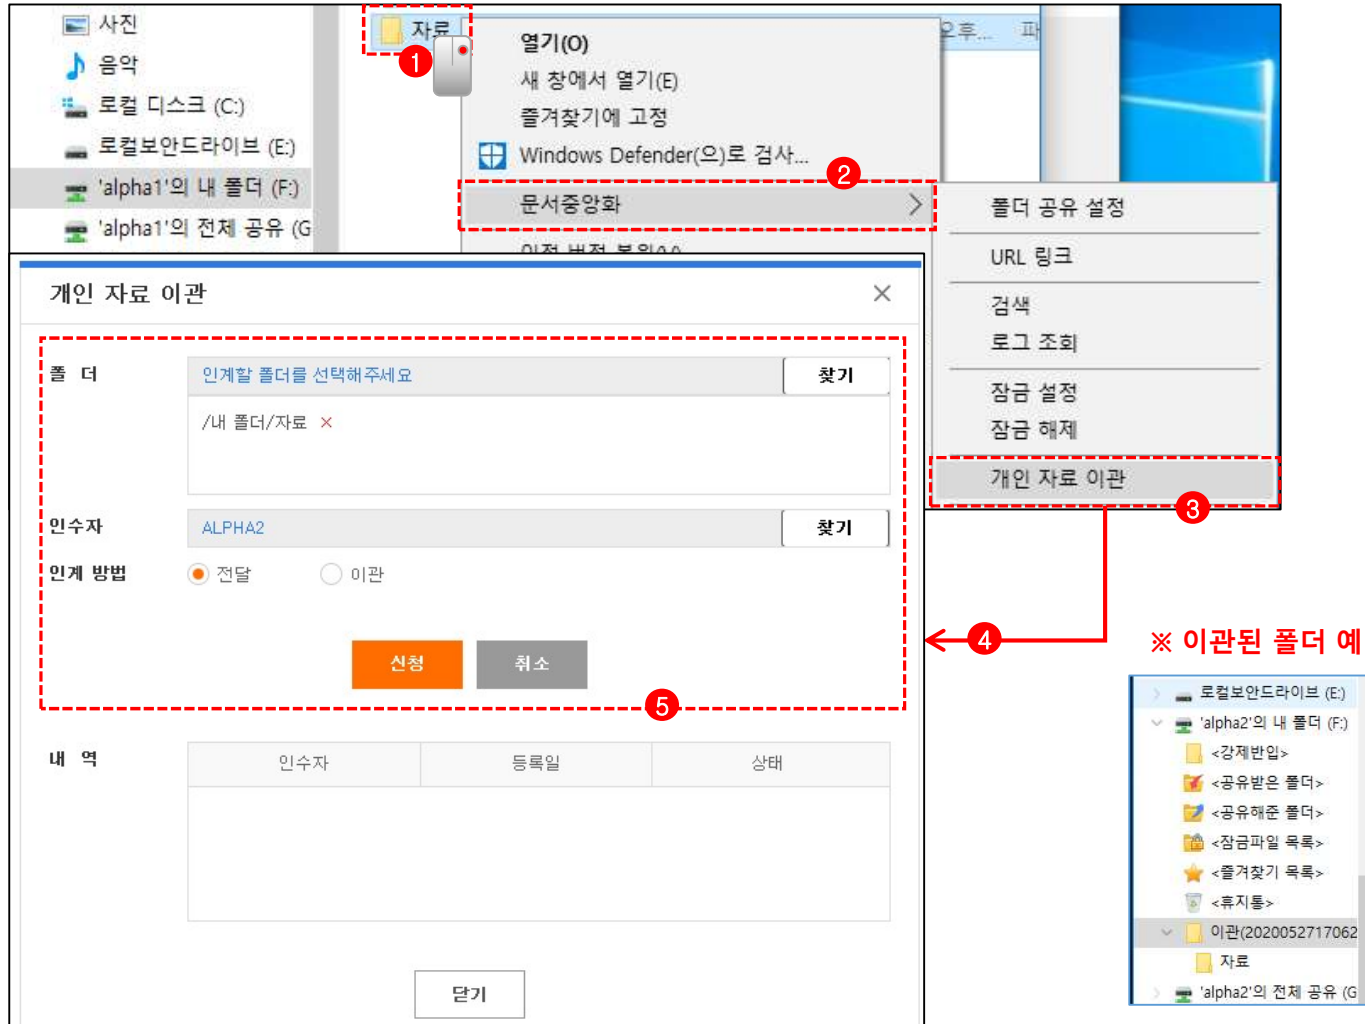 사진
음악
로컬 디스크 (C:)
로컬보안드라이브 (E:)
'alpha1'의 내 폴더 (F:)
'alpha1'의 전체 공유 (G
자료
1
오후...
열기(O)
새 창에서 열기(E)
즐겨찾기에 고정
Windows Defender(으)로 검사...
2
문서중앙화
폴더 공유 설정
URL 링크
검색
로그 조회
잠금 설정
잠금 해제
개인 자료 이관
3
개인 자료 이관
폴 더
인계할 폴더를 선택해주세요
찾기
/내 폴더/자료 ×
인수자
ALPHA2
찾기
인계 방법
전달
이관
신청
취소
4
5
내 역
인수자
등록일
상태
닫기
※ 이관된 폴더 예
로컬보안드라이브 (E:)
'alpha2'의 내 폴더 (F:)
<강제반입>
<공유받은 폴더>
<공유해준 폴더>
<잠금파일 목록>
<즐겨찾기 목록>
<휴지통>
이관(2020052717062
자료
'alpha2'의 전체 공유 (G